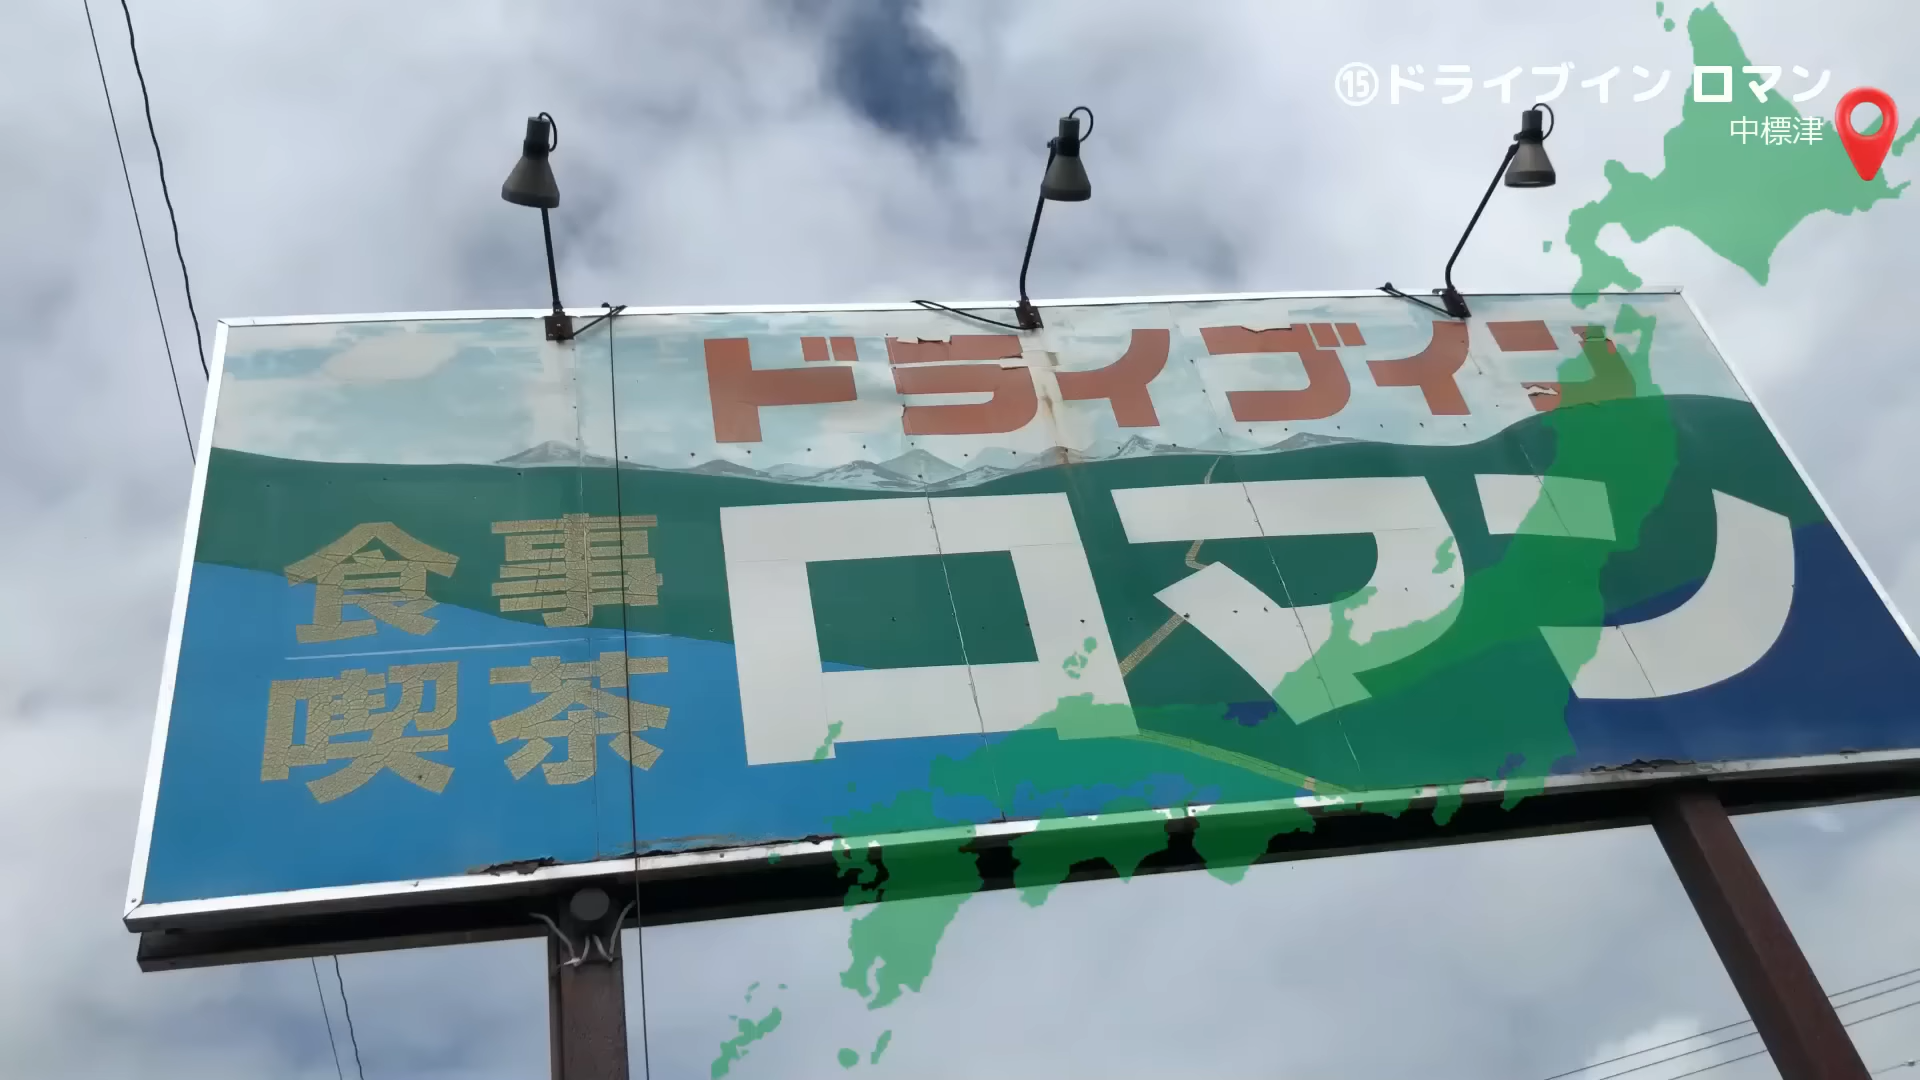 ⑮ドライブイン ロマン
中標津
ドライブイン
ロマン
食事
喫茶